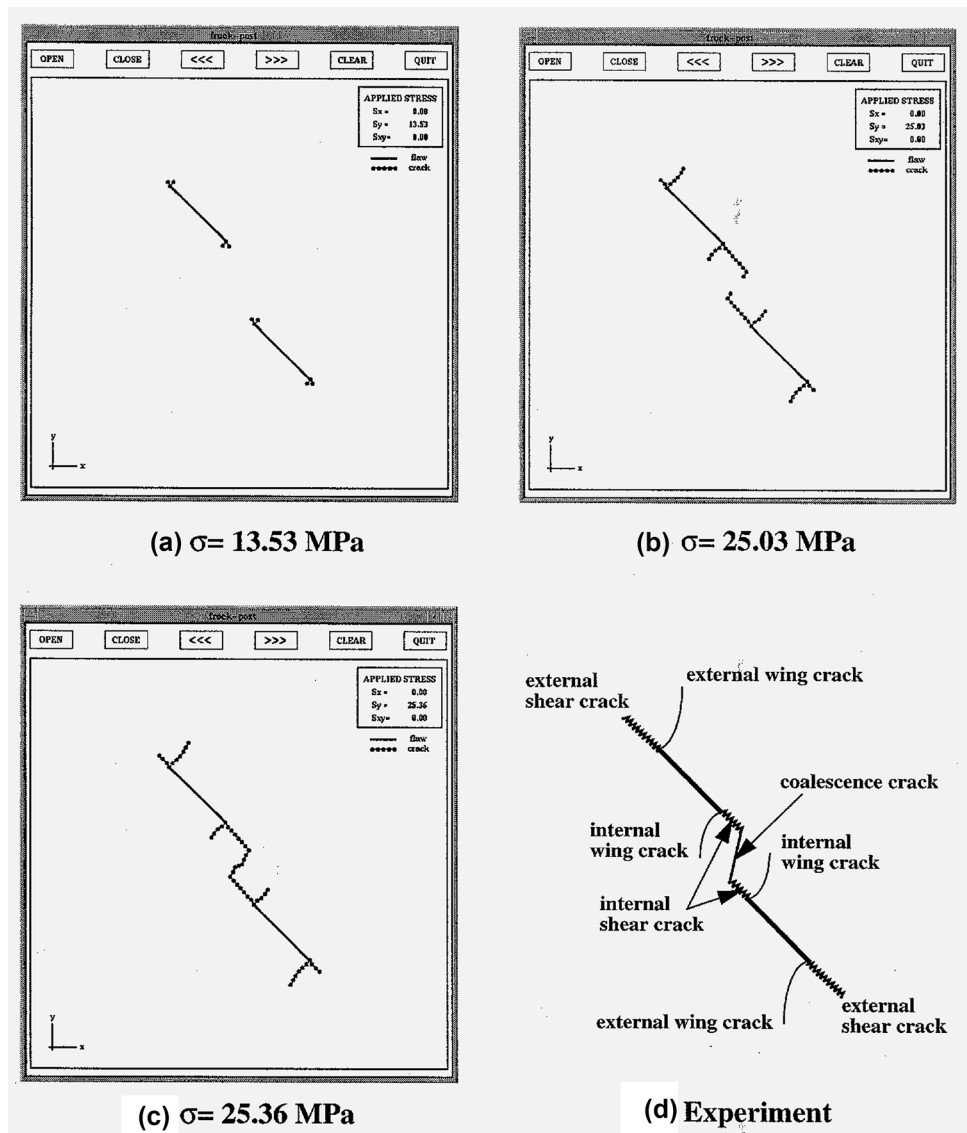 frock-post
OPEN CLOSE <<< >>> CLEAR QUIT
APPLIED STRESS
Sx = 0.00
Sy = 13.53
Sxy= 0.00
flaw
crack
y
x
(a) σ= 13.53 MPa
frock-post
OPEN CLOSE <<< >>> CLEAR QUIT
APPLIED STRESS
Sx = 0.00
Sy = 25.03
Sxy= 0.00
flaw
crack
y
x
(b) σ= 25.03 MPa
frock-post
OPEN CLOSE <<< >>> CLEAR QUIT
APPLIED STRESS
Sx = 0.00
Sy = 25.36
Sxy= 0.00
flaw
crack
y
x
(c) σ= 25.36 MPa
external
shear crack
external wing crack
coalescence crack
internal
wing crack
internal
wing crack
internal
shear crack
external wing crack
external
shear crack
(d) Experiment